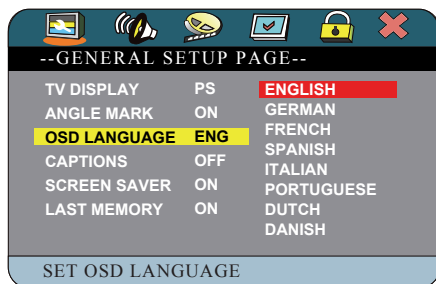 --GENERAL SETUP PAGE--
TV DISPLAY PS
ANGLE MARK ON
OSD LANGUAGE ENG
CAPTIONS OFF
SCREEN SAVER ON
LAST MEMORY ON
ENGLISH
GERMAN
FRENCH
SPANISH
ITALIAN
PORTUGUESE
DUTCH
DANISH
SET OSD LANGUAGE